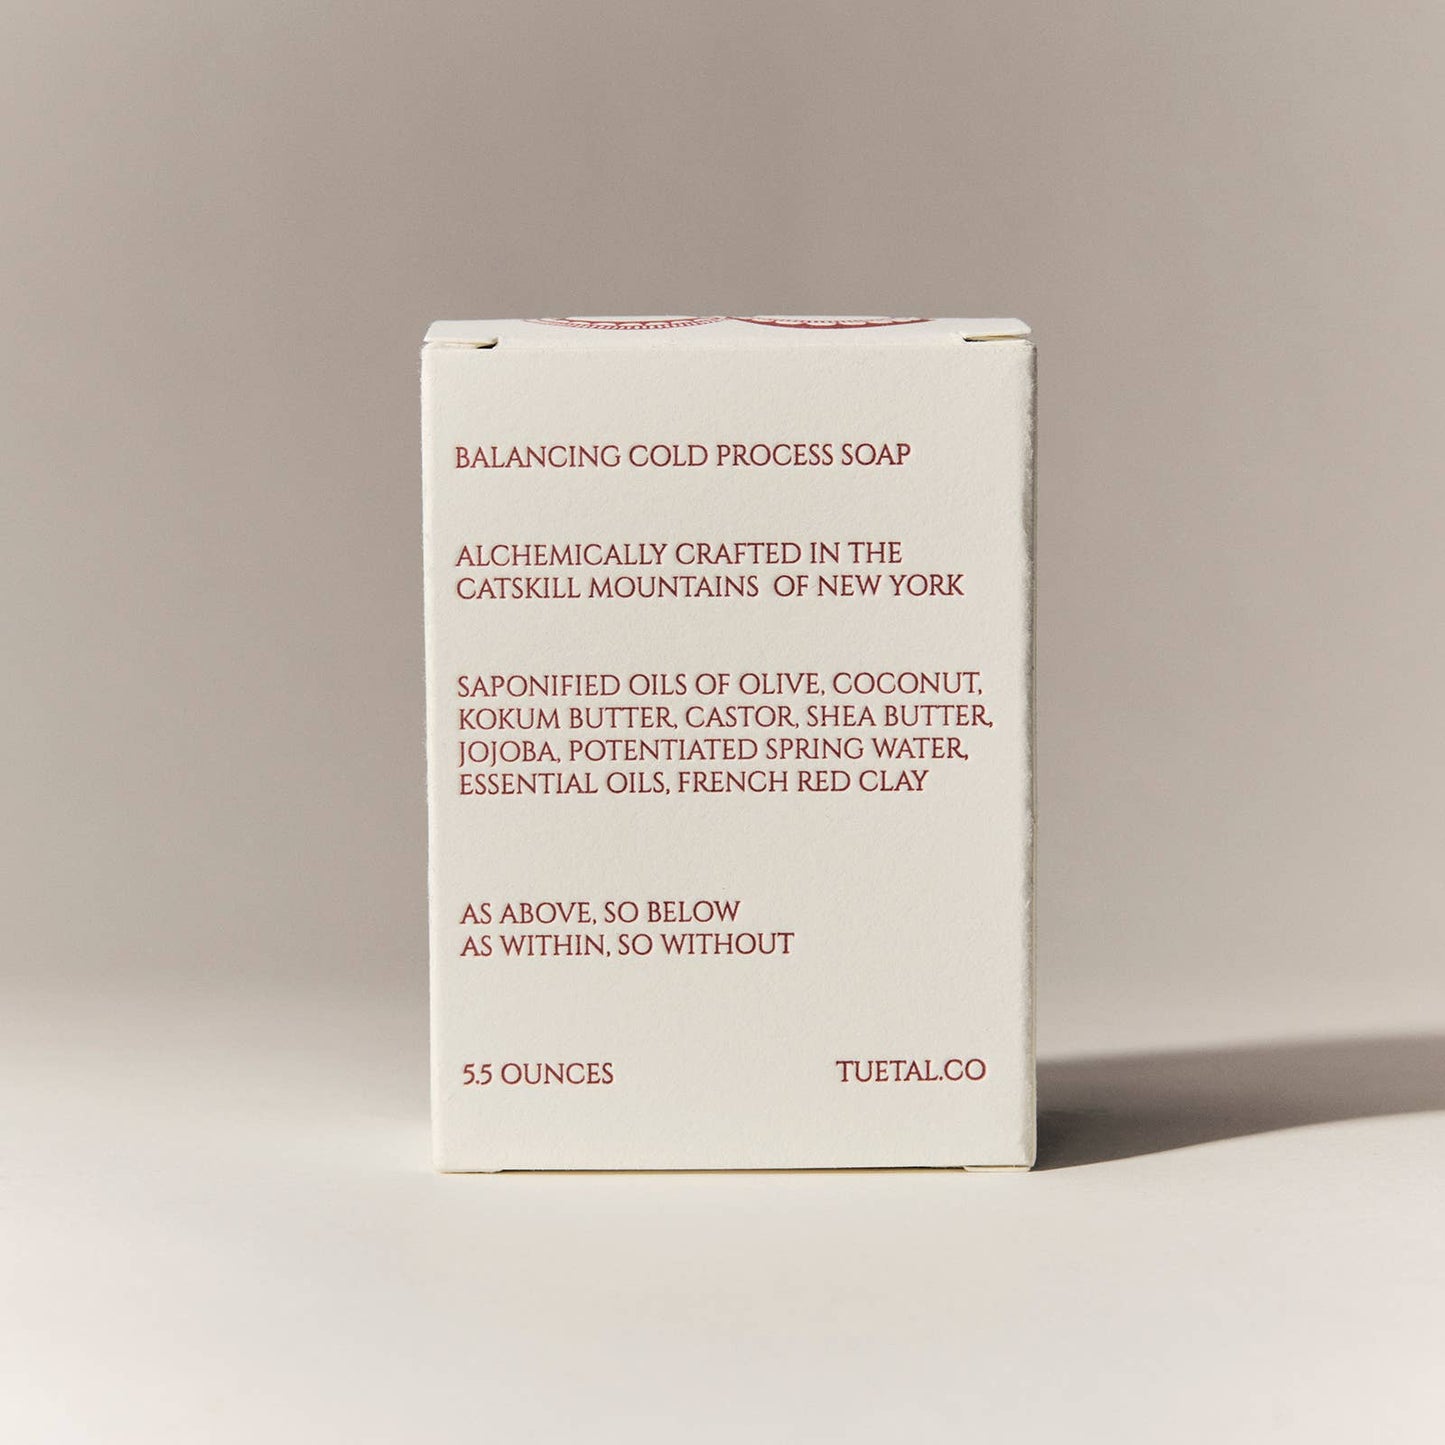 BALANCING COLD PROCESS SOAP
ALCHEMICALLY CRAFTED IN THE
CATSKILL MOUNTAINS OF NEW YORK
SAPONIFIED OILS OF OLIVE, COCONUT,
KOKUM BUTTER, CASTOR, SHEA BUTTER,
JOJOBA, POTENTIATED SPRING WATER,
ESSENTIAL OILS, FRENCH RED CLAY
AS ABOVE, SO BELOW
AS WITHIN, SO WITHOUT
5.5 OUNCES
TUETAL.CO